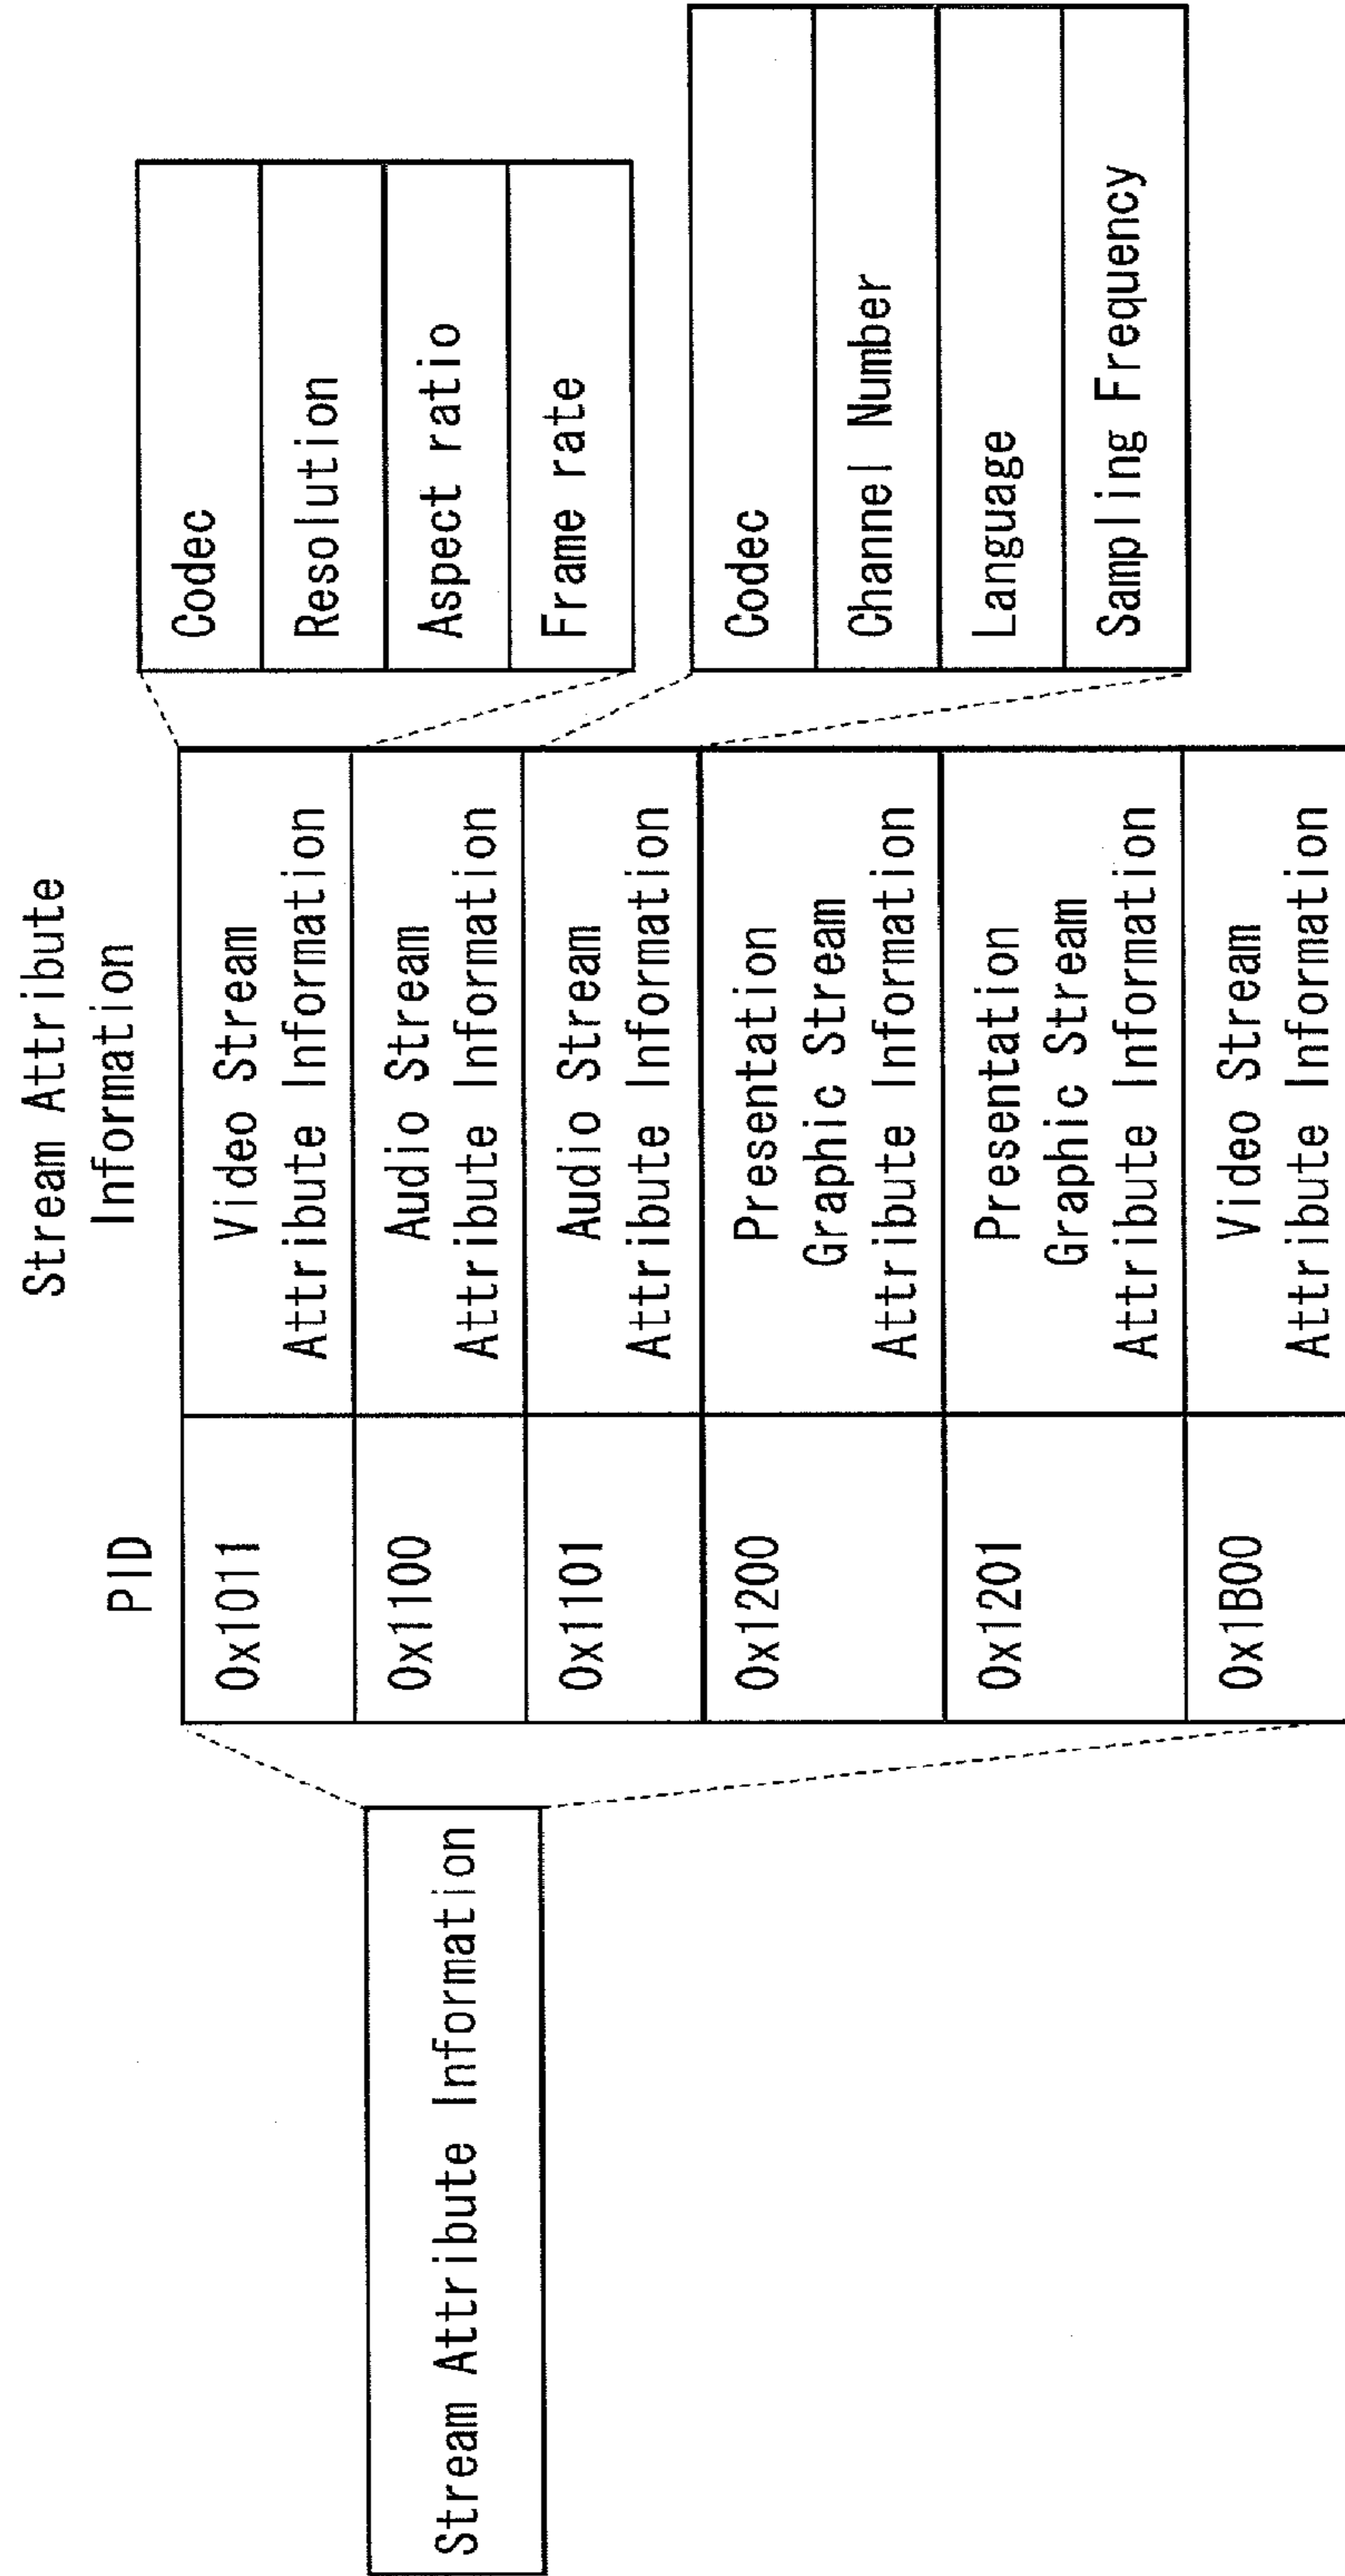 Stream Attribute Information
PID
Stream Attribute
Information
0x1011
Video Stream
Attribute Information
0x1100
Audio Stream
Attribute Information
0x1101
Audio Stream
Attribute Information
0x1200
Presentation
Graphic Stream
Attribute Information
0x1201
Presentation
Graphic Stream
Attribute Information
0x1B00
Video Stream
Attribute Information
Codec
Resolution
Aspect ratio
Frame rate
Codec
Channel Number
Language
Sampling Frequency